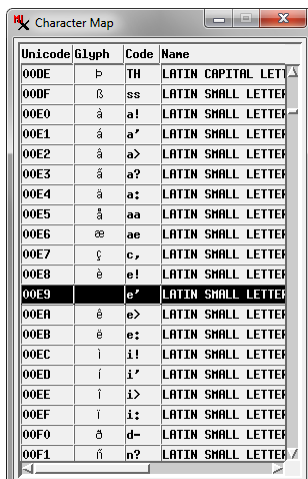 Character Map
Unicode Glyph Code Name
00DE Þ TH LATIN CAPITAL LETT
00DF ß ss LATIN SMALL LETTER
00E0 à a! LATIN SMALL LETTER
00E1 á a' LATIN SMALL LETTER
00E2 â a> LATIN SMALL LETTER
00E3 ã a? LATIN SMALL LETTER
00E4 ä a: LATIN SMALL LETTER
00E5 å aa LATIN SMALL LETTER
00E6 æ ae LATIN SMALL LETTER
00E7 ç c, LATIN SMALL LETTER
00E8 è e! LATIN SMALL LETTER
00E9 e' LATIN SMALL LETTER
00EA ê e> LATIN SMALL LETTER
00EB ë e: LATIN SMALL LETTER
00EC ì i! LATIN SMALL LETTER
00ED í i' LATIN SMALL LETTER
00EE î i> LATIN SMALL LETTER
00EF ï i: LATIN SMALL LETTER
00F0 ð d- LATIN SMALL LETTER
00F1 ñ n? LATIN SMALL LETTER